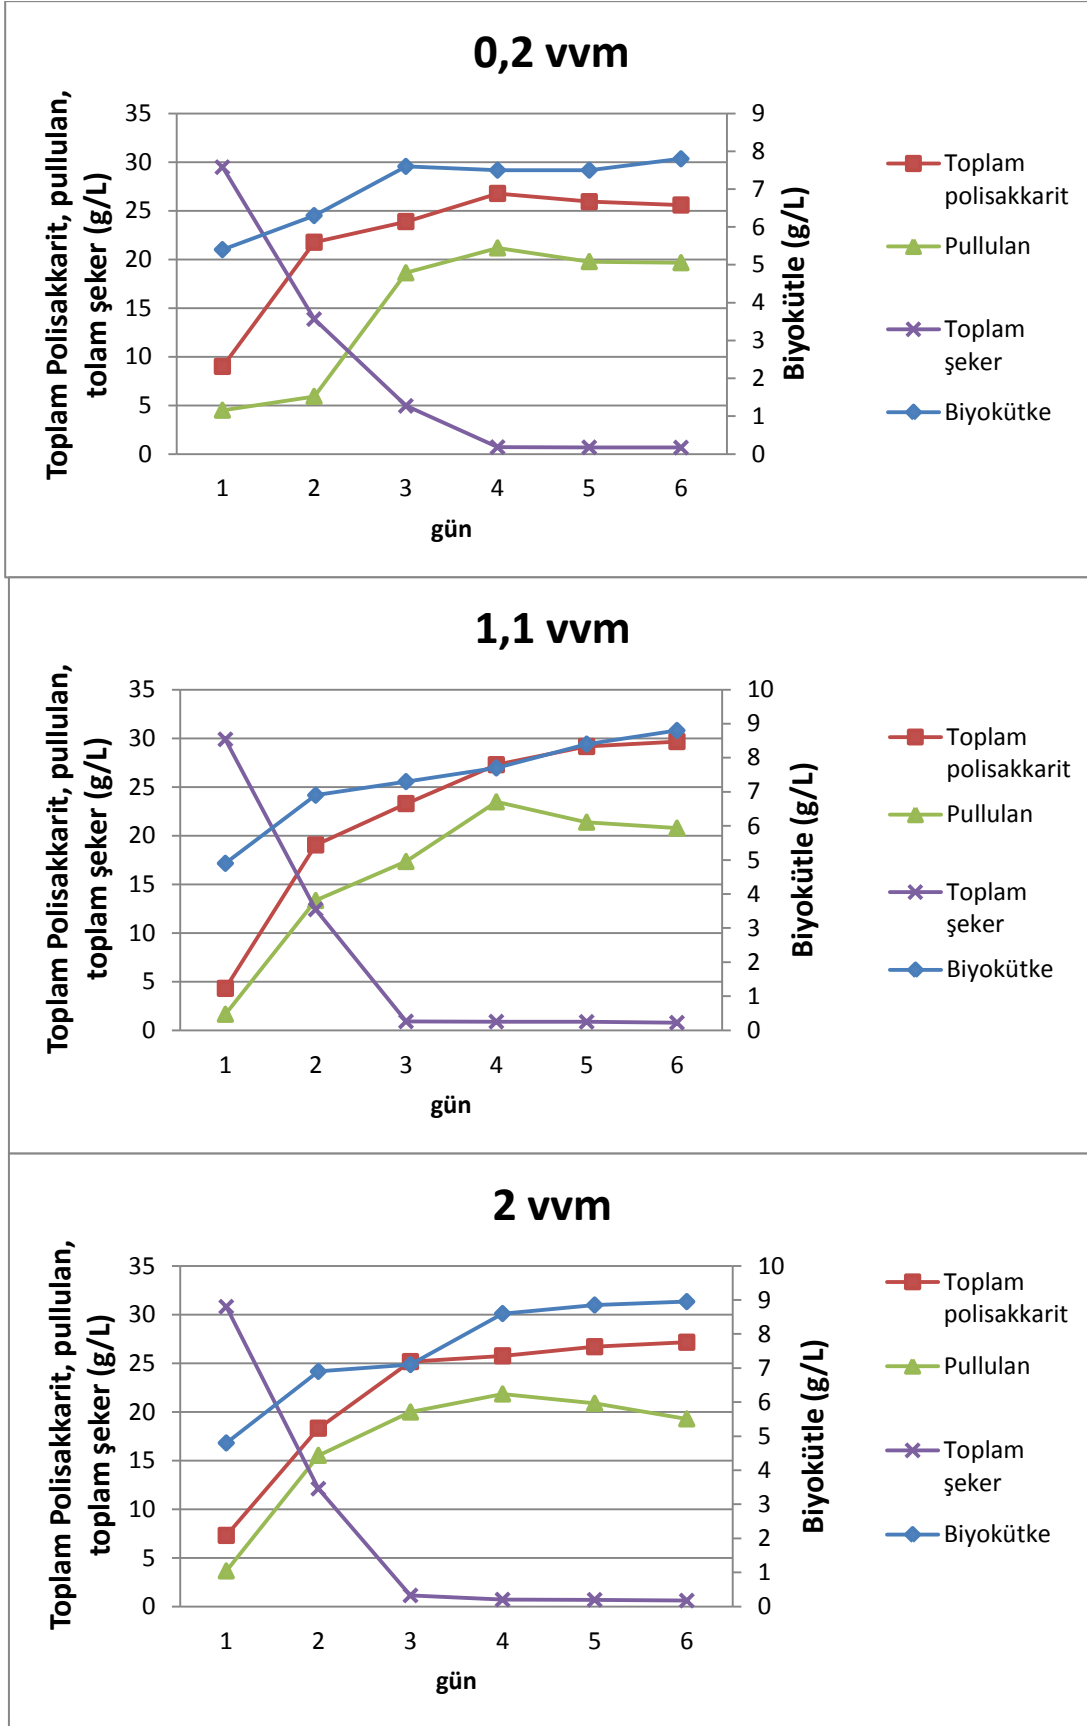 0,2 vvm
Toplam Polisakkarit, pullulan,
tolam şeker (g/L)
35
30
25
20
15
10
5
0
9
8
7
6
5
4
3
2
1
0
Biyokütle (g/L)
1 2 3 4 5 6
gün
Toplam
polisakkarit
Pullulan
Toplam
şeker
Biyokütke
1,1 vvm
Toplam Polisakkarit, pullulan,
toplam şeker (g/L)
35
30
25
20
15
10
5
0
10
9
8
7
6
5
4
3
2
1
0
Biyokütle (g/L)
1 2 3 4 5 6
gün
Toplam
polisakkarit
Pullulan
Toplam
şeker
Biyokütke
2 vvm
Toplam Polisakkarit, pullulan,
toplam şeker (g/L)
35
30
25
20
15
10
5
0
10
9
8
7
6
5
4
3
2
1
0
Biyokütle (g/L)
1 2 3 4 5 6
gün
Toplam
polisakkarit
Pullulan
Toplam
şeker
Biyokütke